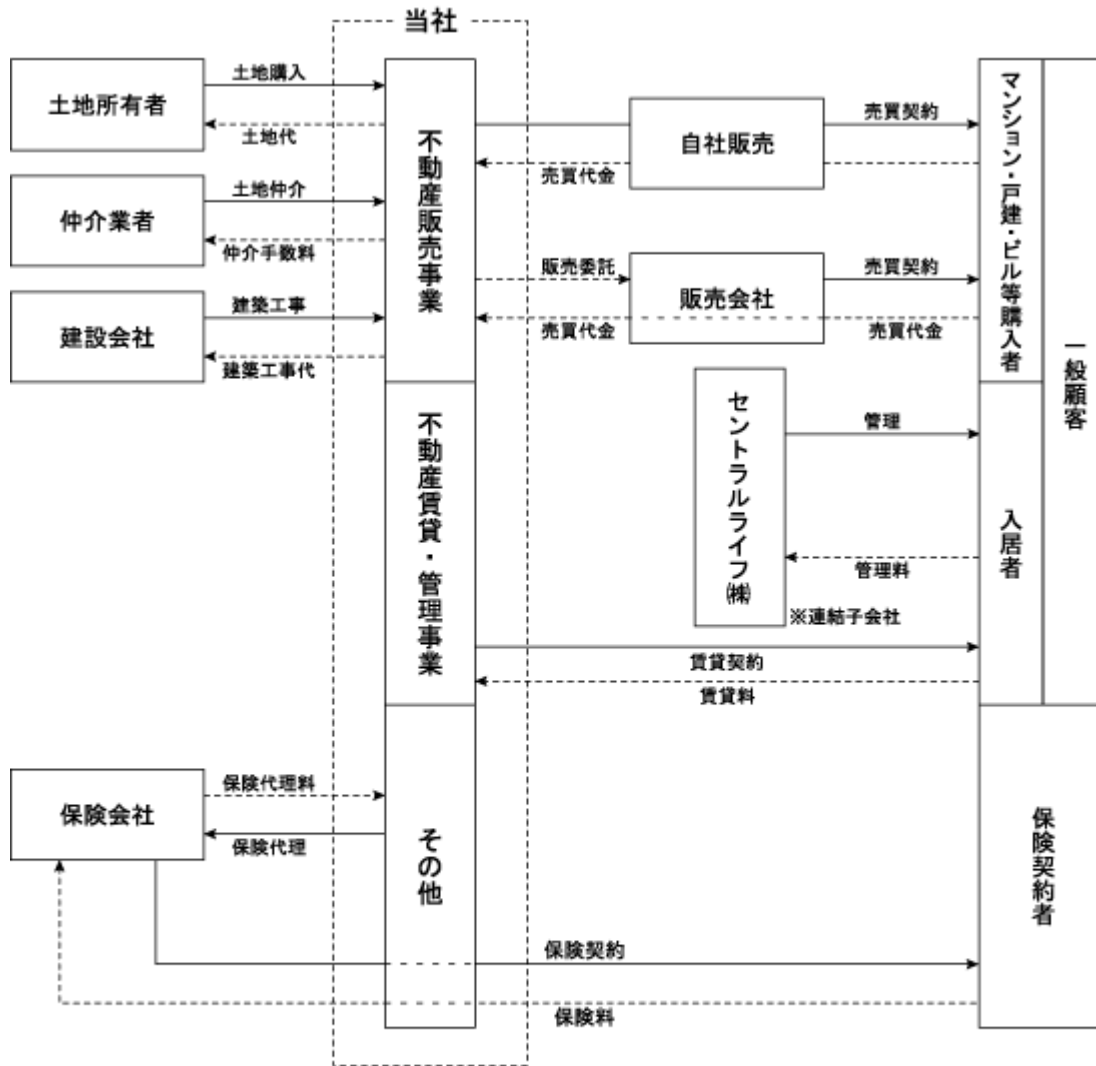 当社
土地所有者
土地購入
土地代
仲介業者
土地仲介
仲介手数料
建設会社
建築工事
建築工事代
不動産販売事業
自社販売
売買契約
売買代金
販売委託
販売会社
売買契約
売買代金
売買代金
マンション・戸建・ビル等購入者
一般顧客
不動産賃貸・管理事業
セントラルライフ㈱
※連結子会社
管理
管理料
入居者
賃貸契約
賃貸料
保険会社
保険代理料
保険代理
その他
保険契約
保険料
保険契約者